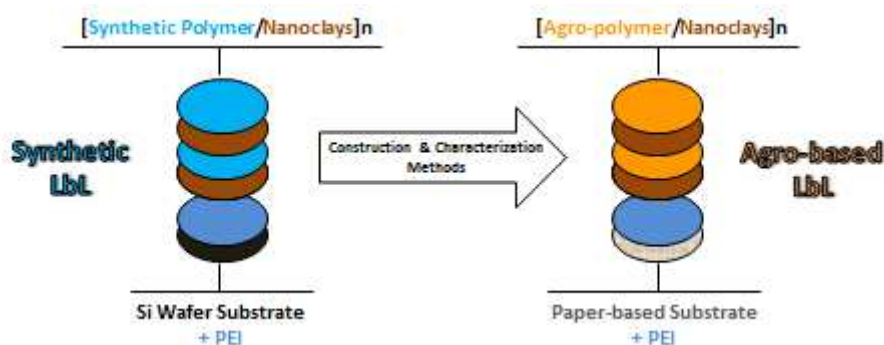 [Synthetic Polymer/Nanoclays]n
[Agro-polymer/Nanoclays]n
Synthetic
LbL
Construction & Characterization
Methods
Agro-based
LbL
Si Wafer Substrate
+ PEI
Paper-based Substrate
+ PEI